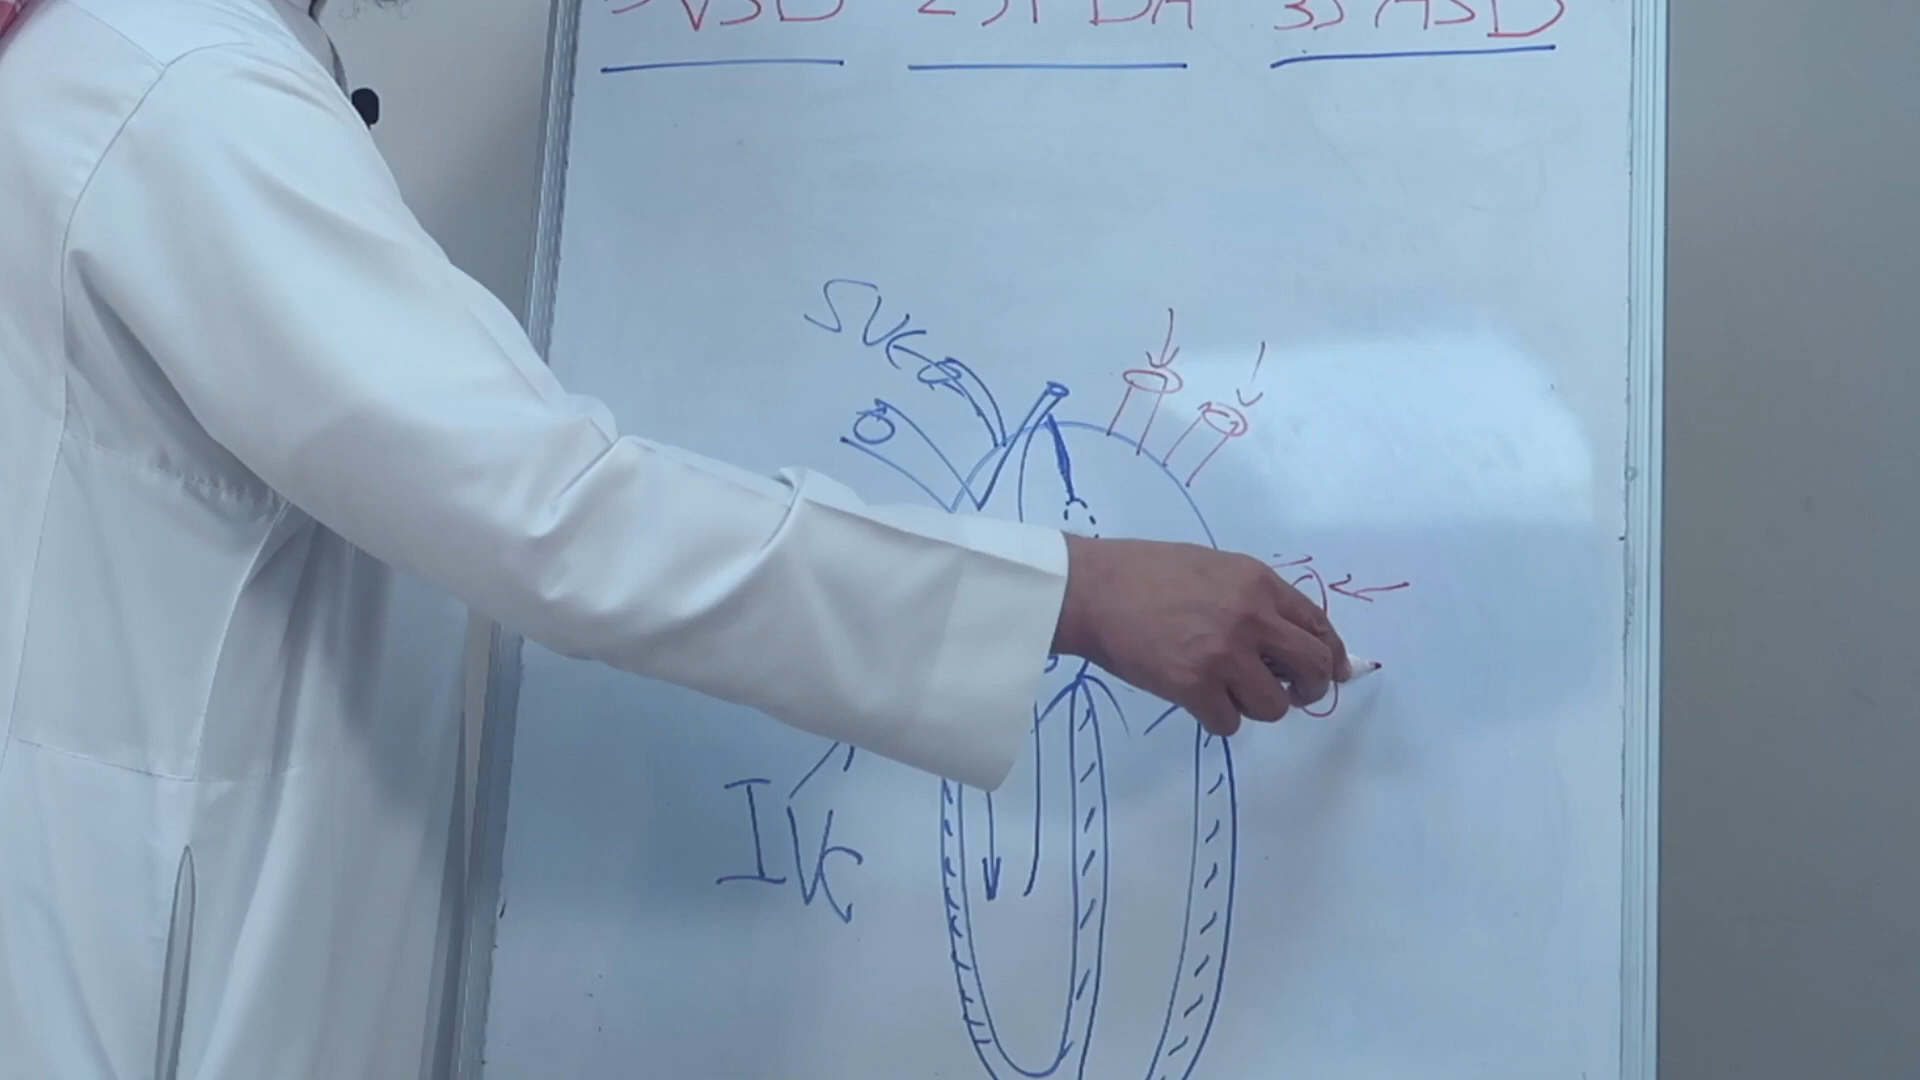 VSD 2) PDA 3) ASD
SVC
IVC